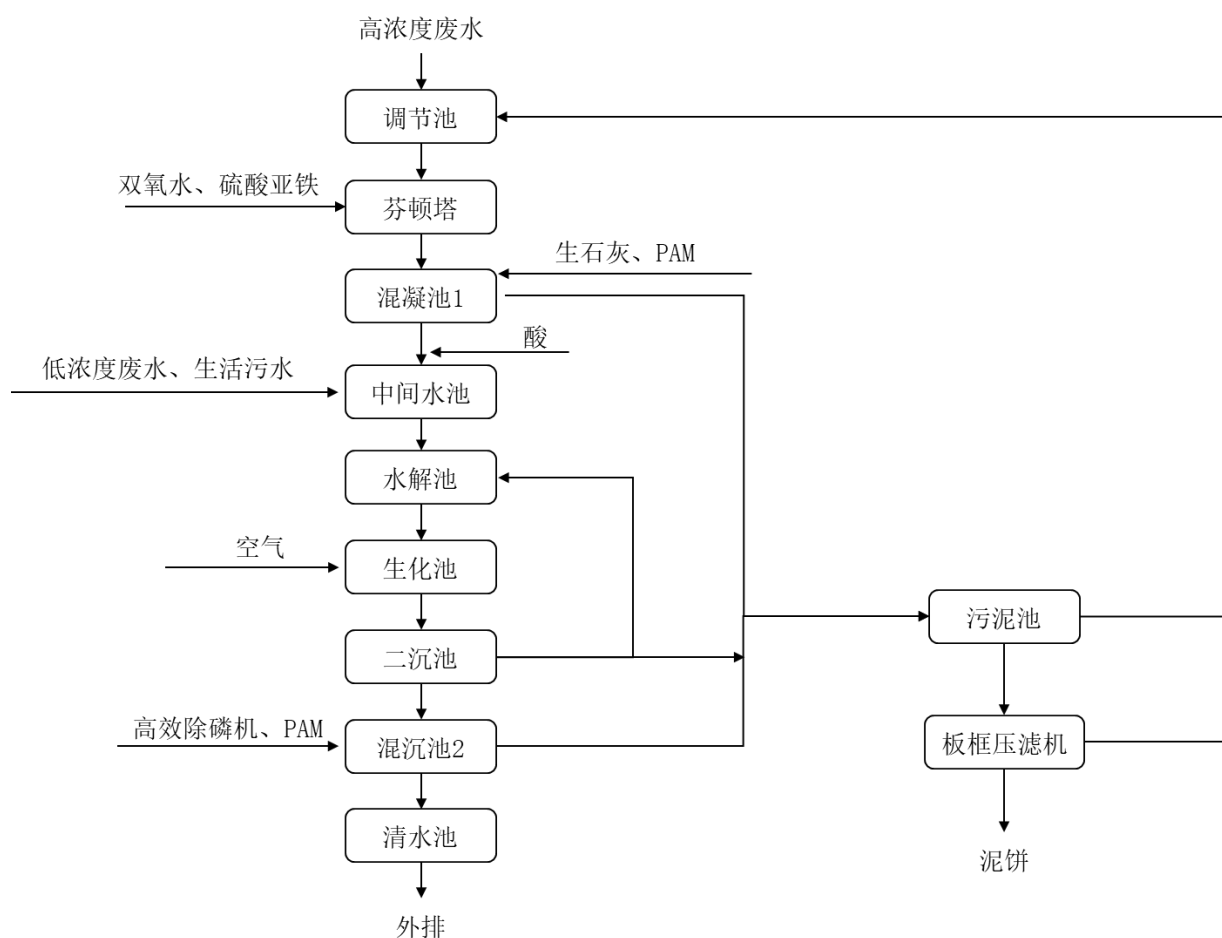 高浓度废水
调节池
双氧水、硫酸亚铁
芬顿塔
生石灰、PAM
混凝池1
酸
低浓度废水、生活污水
中间水池
水解池
空气
生化池
污泥池
二沉池
高效除磷机、PAM
混沉池2
板框压滤机
清水池
泥饼
外排